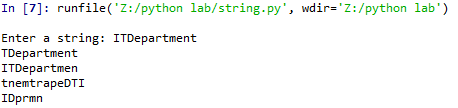 In [7]: runfile('Z:/python lab/string.py', wdir='Z:/python lab')
Enter a string: ITDepartment
TDepartment
ITDepartmen
tnemtrapeDTI
IDprmn